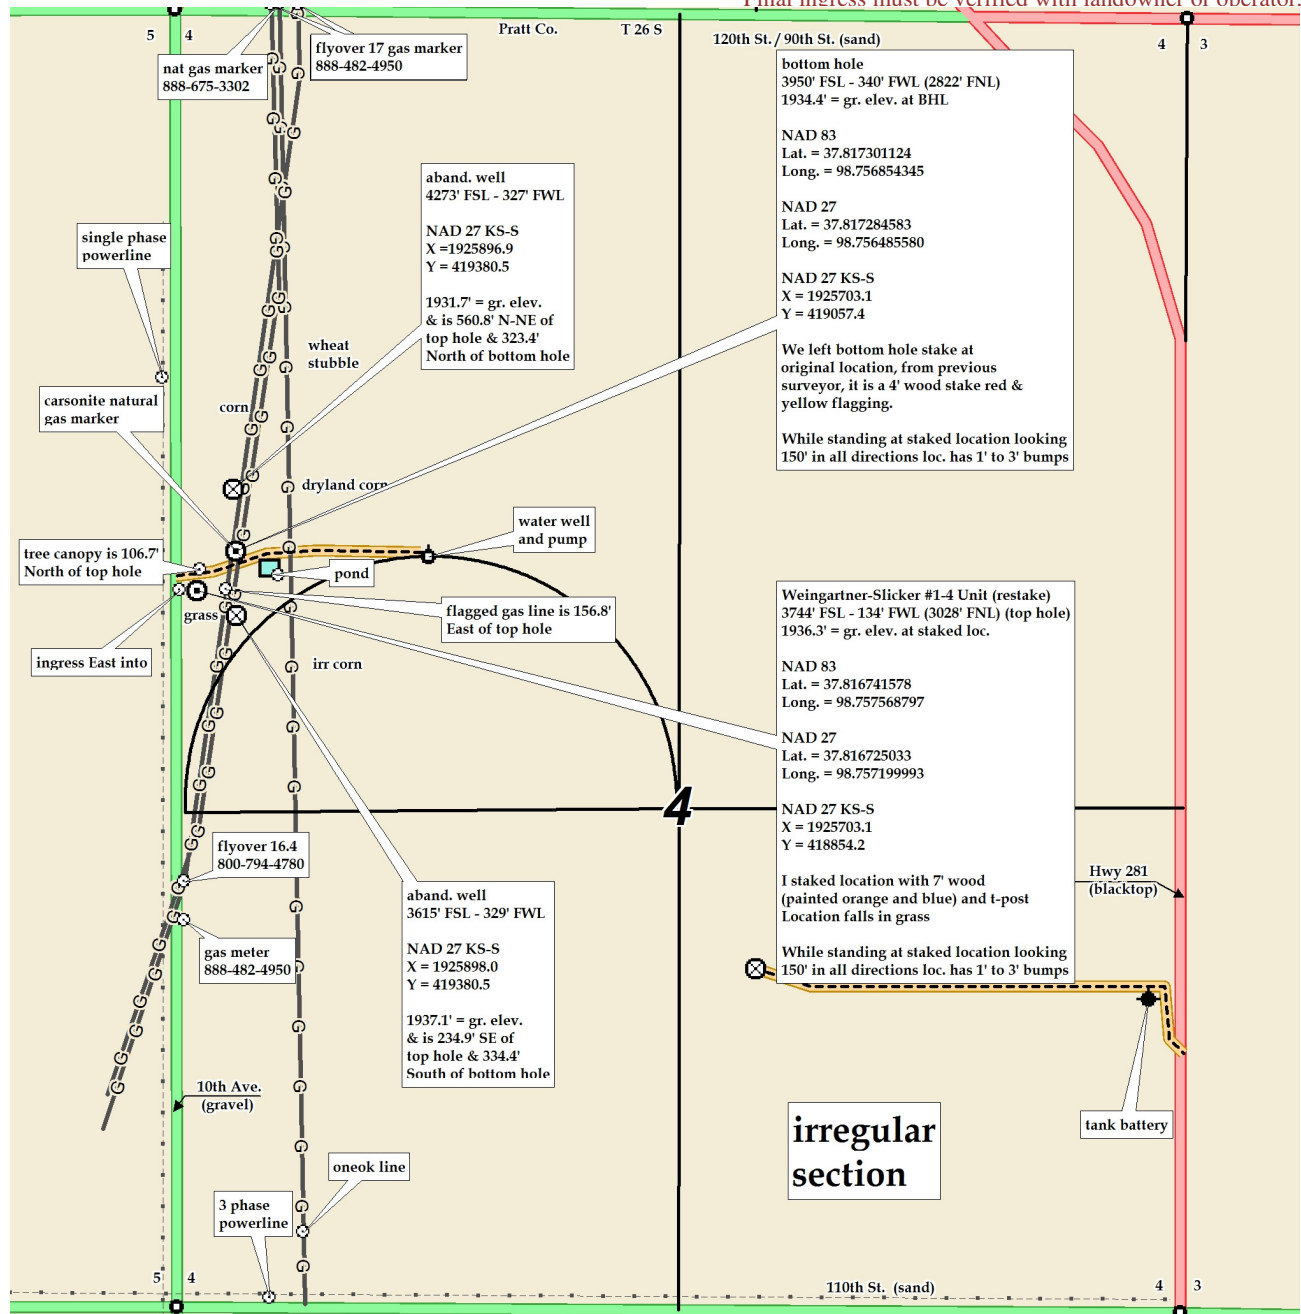 Final ingress must be verified with landowner or operator.
5 4
Pratt Co.
T 26 S
120th St. / 90th St. (sand)
4 3
flyover 17 gas marker
888-482-4950
nat gas marker
888-675-3302
bottom hole
3950' FSL - 340' FWL (2822' FNL)
1934.4' = gr. elev. at BHL
NAD 83
Lat. = 37.817301124
Long. = 98.756854345
NAD 27
Lat. = 37.817284583
Long. = 98.756485580
NAD 27 KS-S
X = 1925703.1
Y = 419057.4
We left bottom hole stake at
original location, from previous
surveyor, it is a 4' wood stake red &
yellow flagging.
While standing at staked location looking
150' in all directions loc. has 1' to 3' bumps
aband. well
4273' FSL - 327' FWL
NAD 27 KS-S
X =1925896.9
Y = 419380.5
1931.7' = gr. elev.
& is 560.8' N-NE of
top hole & 323.4'
North of bottom hole
single phase
powerline
wheat
stubble
carsonite natural
gas marker
corn
dryland corn
water well
and pump
tree canopy is 106.7'
North of top hole
pond
flagged gas line is 156.8'
East of top hole
grass
ingress East into
irr corn
Weingartner-Slicker #1-4 Unit (restake)
3744' FSL - 134' FWL (3028' FNL) (top hole)
1936.3' = gr. elev. at staked loc.
NAD 83
Lat. = 37.816741578
Long. = 98.757568797
NAD 27
Lat. = 37.816725033
Long. = 98.757199993
NAD 27 KS-S
X = 1925703.1
Y = 418854.2
I staked location with 7' wood
(painted orange and blue) and t-post
Location falls in grass
While standing at staked location looking
150' in all directions loc. has 1' to 3' bumps
4
flyover 16.4
800-794-4780
Hwy 281
(blacktop)
aband. well
3615' FSL - 329' FWL
NAD 27 KS-S
X = 1925898.0
Y = 419380.5
1937.1' = gr. elev.
& is 234.9' SE of
top hole & 334.4'
South of bottom hole
gas meter
888-482-4950
10th Ave.
(gravel)
irregular
section
tank battery
oneok line
3 phase
powerline
5 4
110th St. (sand)
4 3